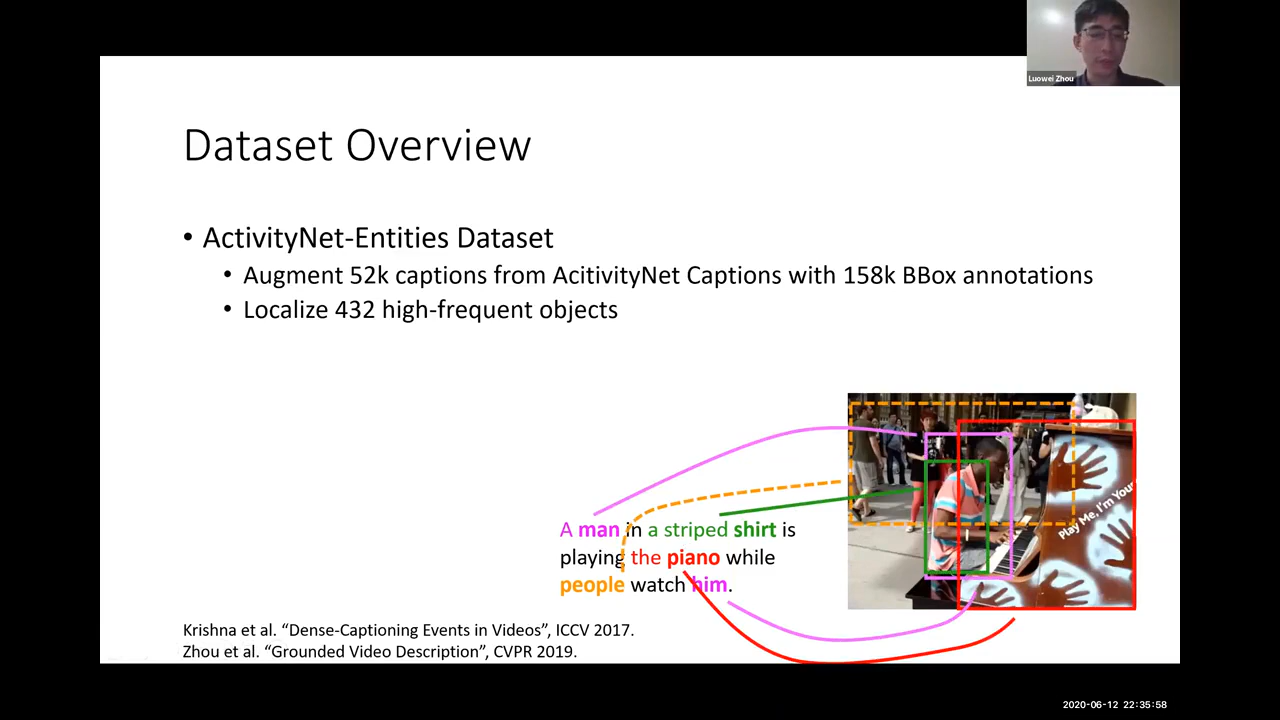 Luowei Zhou
Dataset Overview
• ActivityNet-Entities Dataset
• Augment 52k captions from AcitivityNet Captions with 158k BBox annotations
• Localize 432 high-frequent objects
A man in a striped shirt is
playing the piano while
people watch him.
Play Me, I'm Your
Krishna et al. “Dense-Captioning Events in Videos”, ICCV 2017.
Zhou et al. “Grounded Video Description”, CVPR 2019.
2020-06-12 22:35:58